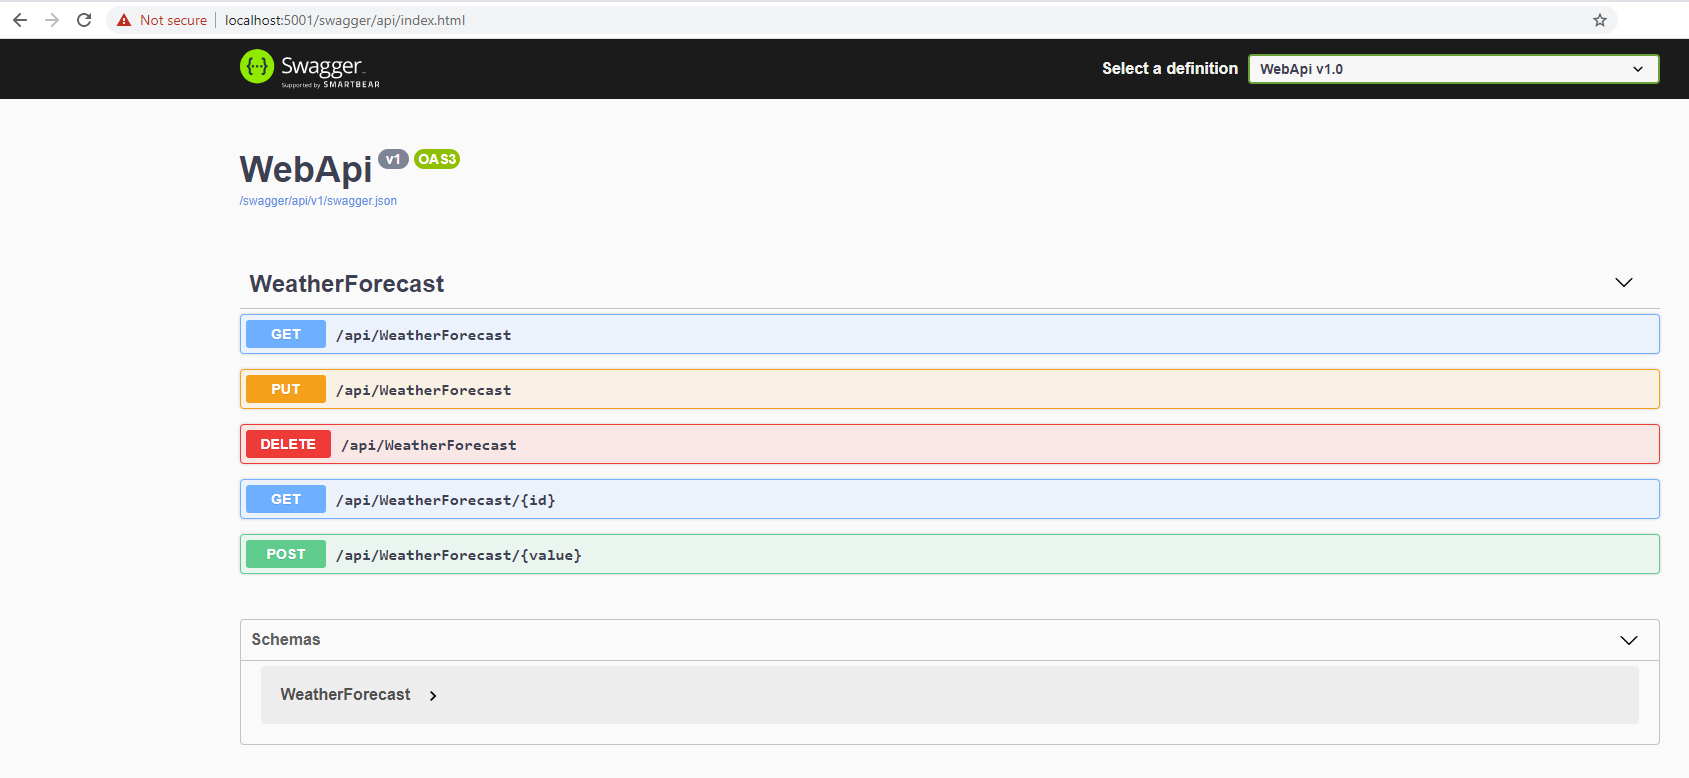 Not secure localhost:5001/swagger/api/index.html
Swagger
Supported by SMARTBEAR
Select a definition WebApi v1.0
WebApi v1 OAS3
/swagger/api/v1/swagger.json
WeatherForecast
GET /api/WeatherForecast
PUT /api/WeatherForecast
DELETE /api/WeatherForecast
GET /api/WeatherForecast/{id}
POST /api/WeatherForecast/{value}
Schemas
WeatherForecast